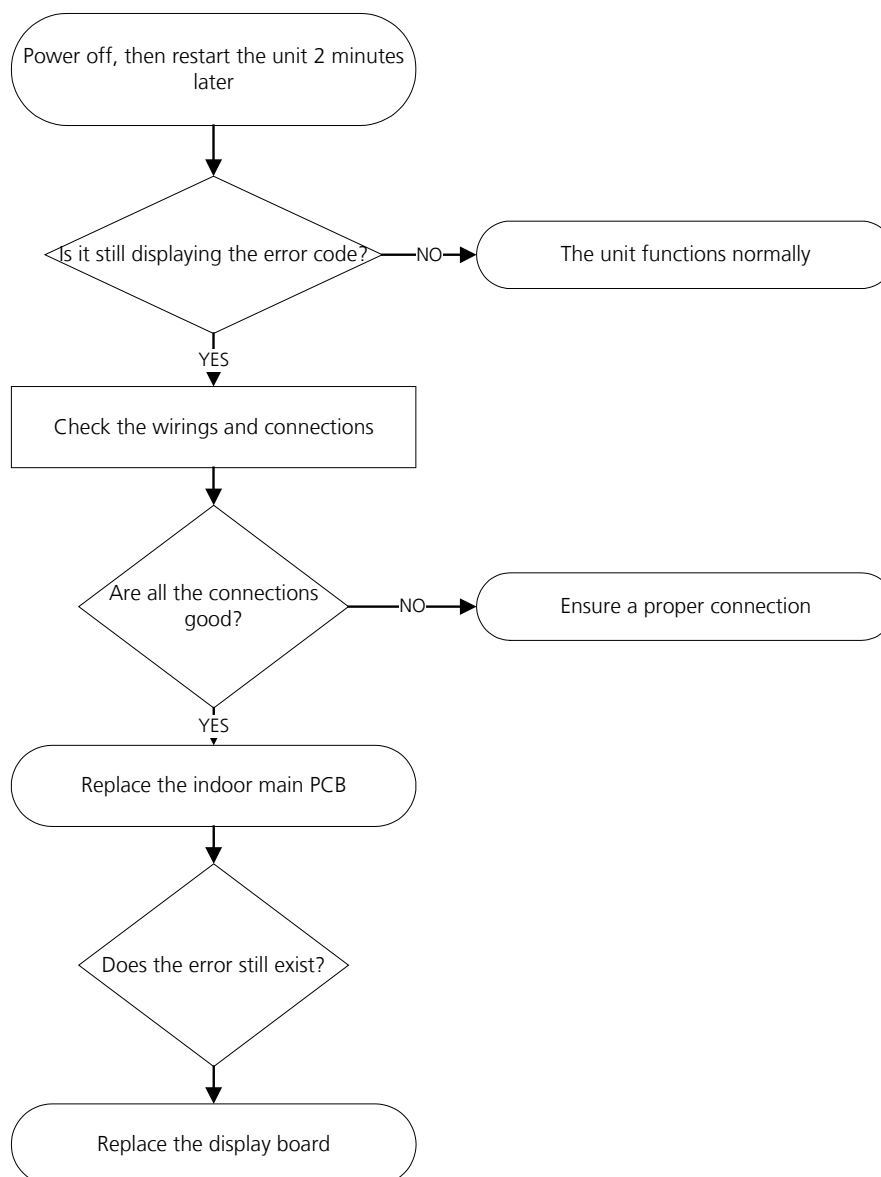 Power off, then restart the unit 2 minutes
later
Is it still displaying the error code?
NO
The unit functions normally
YES
Check the wirings and connections
Are all the connections
good?
NO
Ensure a proper connection
YES
Replace the indoor main PCB
Does the error still exist?
Replace the display board